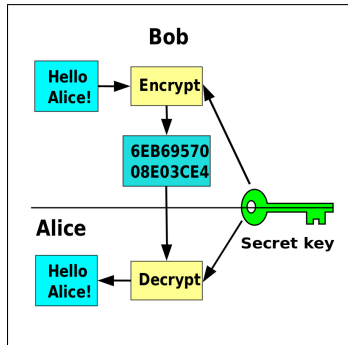 Bob
Hello
Alice!
Encrypt
6EB69570
08E03CE4
Alice
Secret key
Hello
Alice!
Decrypt